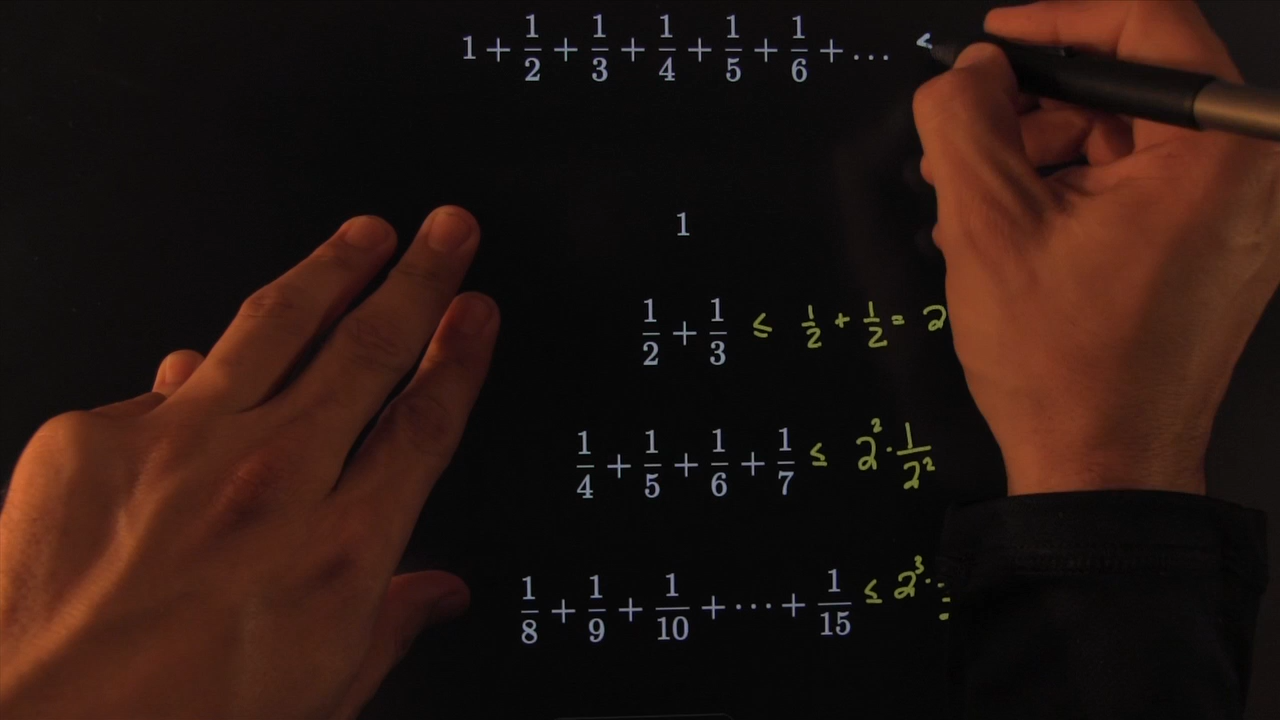 1 + 1/2 + 1/3 + 1/4 + 1/5 + 1/6 + ... <
1
1/2 + 1/3 ≤ 1/2 + 1/2 = 2
1/4 + 1/5 + 1/6 + 1/7 ≤ 2² · 1/2²
1/8 + 1/9 + 1/10 + ··· + 1/15 ≤ 2³ ·